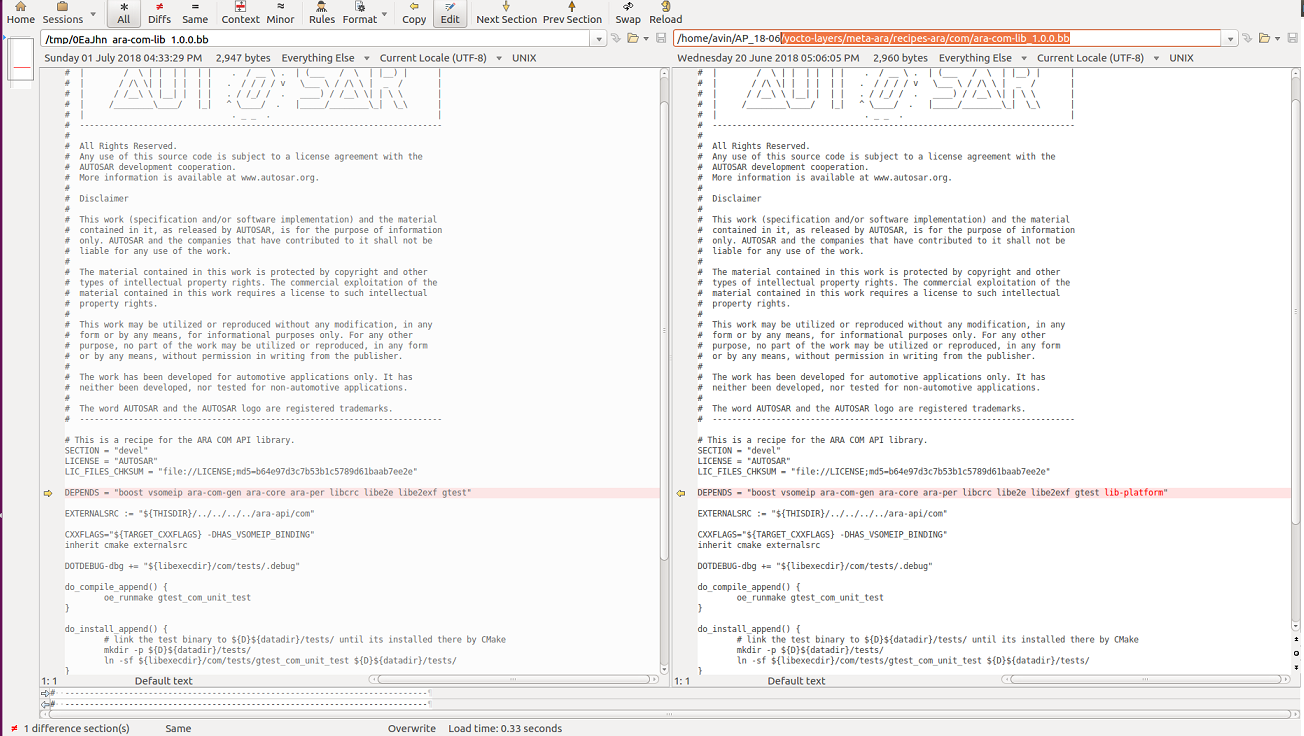 Home Sessions All Diffs Same Context Minor Rules Format Copy Edit Next Section Prev Section Swap Reload
/tmp/0EaJhn_ara-com-lib_1.0.0.bb
Sunday 01 July 2018 04:33:29 PM 2,947 bytes Everything Else Current Locale (UTF-8) UNIX
#
#  All Rights Reserved.
#  Any use of this source code is subject to a license agreement with the
#  AUTOSAR development cooperation.
#  More information is available at www.autosar.org.
#
#  Disclaimer
#
#  This work (specification and/or software implementation) and the material
#  contained in it, as released by AUTOSAR, is for the purpose of information
#  only. AUTOSAR and the companies that have contributed to it shall not be
#  liable for any use of the work.
#
#  The material contained in this work is protected by copyright and other
#  types of intellectual property rights. The commercial exploitation of the
#  material contained in this work requires a license to such intellectual
#  property rights.
#
#  This work may be utilized or reproduced without any modification, in any
#  form or by any means, for informational purposes only. For any other
#  purpose, no part of the work may be utilized or reproduced, in any form
#  or by any means, without permission in writing from the publisher.
#
#  The work has been developed for automotive applications only. It has
#  neither been developed, nor tested for non-automotive applications.
#
#  The word AUTOSAR and the AUTOSAR logo are registered trademarks.
#  --------------------------------------------------------------------------
# This is a recipe for the ARA COM API library.
SECTION = "devel"
LICENSE = "AUTOSAR"
LIC_FILES_CHKSUM = "file://LICENSE;md5=b64e97d3c7b53b1c5789d61baab7ee2e"
DEPENDS = "boost vsomeip ara-com-gen ara-core ara-per libcrc libe2e libe2exf gtest"
EXTERNALSRC := "${THISDIR}/../../../../ara-api/com"
CXXFLAGS="${TARGET_CXXFLAGS} -DHAS_VSOMEIP_BINDING"
inherit cmake externalsrc
DOTDEBUG-dbg += "${libexecdir}/com/tests/.debug"
do_compile_append() {
        oe_runmake gtest_com_unit_test
}
do_install_append() {
        # link the test binary to ${D}${datadir}/tests/ until its installed there by CMake
        mkdir -p ${D}${datadir}/tests/
        ln -sf ${libexecdir}/com/tests/gtest_com_unit_test ${D}${datadir}/tests/
}
1: 1 Default text
/home/avin/AP_18-06/yocto-layers/meta-ara/recipes-ara/com/ara-com-lib_1.0.0.bb
Wednesday 20 June 2018 05:06:05 PM 2,960 bytes Everything Else Current Locale (UTF-8) UNIX
#
#  All Rights Reserved.
#  Any use of this source code is subject to a license agreement with the
#  AUTOSAR development cooperation.
#  More information is available at www.autosar.org.
#
#  Disclaimer
#
#  This work (specification and/or software implementation) and the material
#  contained in it, as released by AUTOSAR, is for the purpose of information
#  only. AUTOSAR and the companies that have contributed to it shall not be
#  liable for any use of the work.
#
#  The material contained in this work is protected by copyright and other
#  types of intellectual property rights. The commercial exploitation of the
#  material contained in this work requires a license to such intellectual
#  property rights.
#
#  This work may be utilized or reproduced without any modification, in any
#  form or by any means, for informational purposes only. For any other
#  purpose, no part of the work may be utilized or reproduced, in any form
#  or by any means, without permission in writing from the publisher.
#
#  The work has been developed for automotive applications only. It has
#  neither been developed, nor tested for non-automotive applications.
#
#  The word AUTOSAR and the AUTOSAR logo are registered trademarks.
#  --------------------------------------------------------------------------
# This is a recipe for the ARA COM API library.
SECTION = "devel"
LICENSE = "AUTOSAR"
LIC_FILES_CHKSUM = "file://LICENSE;md5=b64e97d3c7b53b1c5789d61baab7ee2e"
DEPENDS = "boost vsomeip ara-com-gen ara-core ara-per libcrc libe2e libe2exf gtest lib-platform"
EXTERNALSRC := "${THISDIR}/../../../../ara-api/com"
CXXFLAGS="${TARGET_CXXFLAGS} -DHAS_VSOMEIP_BINDING"
inherit cmake externalsrc
DOTDEBUG-dbg += "${libexecdir}/com/tests/.debug"
do_compile_append() {
        oe_runmake gtest_com_unit_test
}
do_install_append() {
        # link the test binary to ${D}${datadir}/tests/ until its installed there by CMake
        mkdir -p ${D}${datadir}/tests/
        ln -sf ${libexecdir}/com/tests/gtest_com_unit_test ${D}${datadir}/tests/
}
1: 1 Default text
1 difference section(s) Same Overwrite Load time: 0.33 seconds